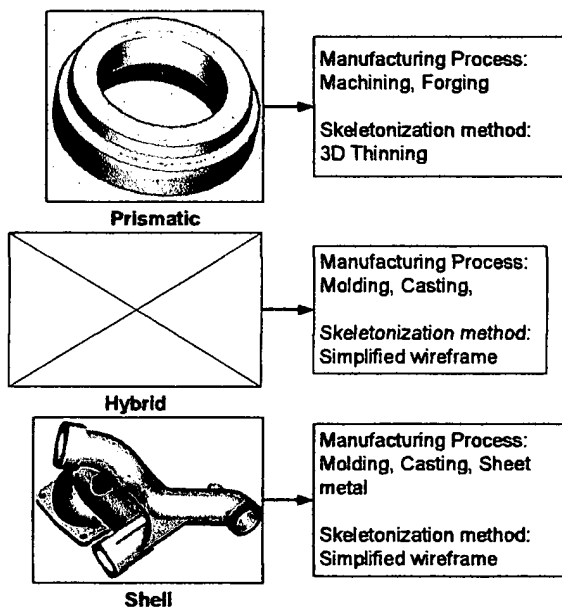 Manufacturing Process:
Machining, Forging
Skeletonization method:
3D Thinning
Prismatic
Manufacturing Process:
Molding, Casting,
Skeletonization method:
Simplified wireframe
Hybrid
Manufacturing Process:
Molding, Casting, Sheet
metal
Skeletonization method:
Simplified wireframe
Shell